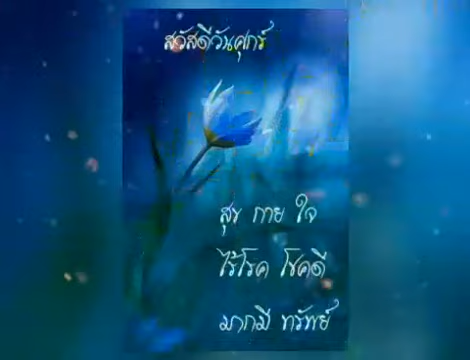 สวัสดีวันศุกร์
สุข กาย ใจ
ไร้โรค โชคดี
มากมี ทรัพย์